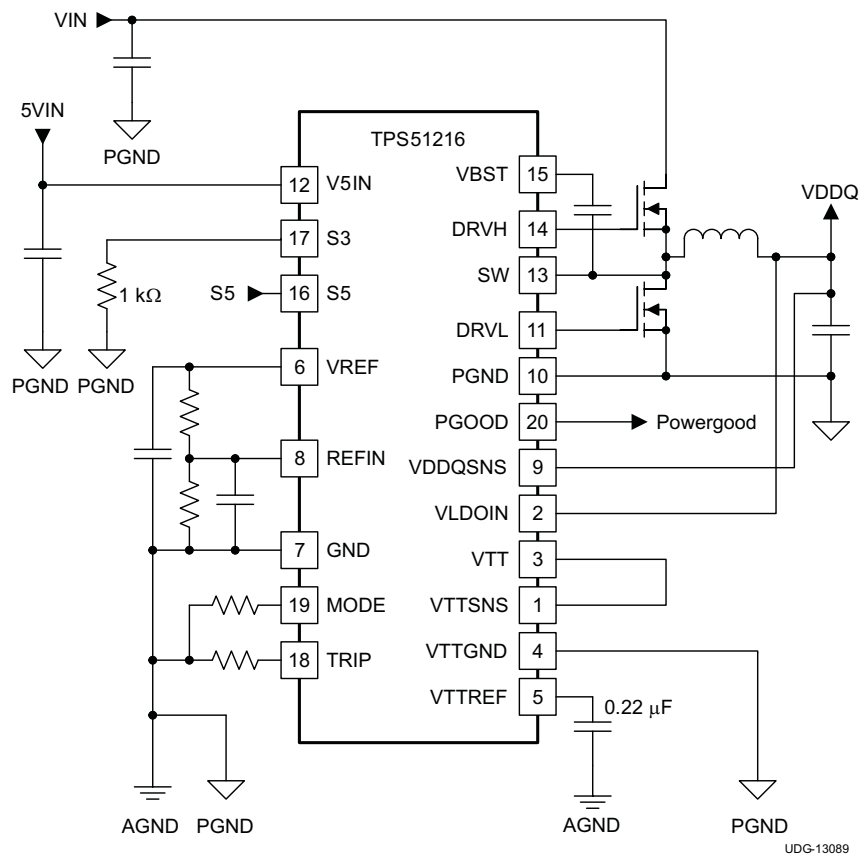 VIN
5VIN
PGND
TPS51216
12 V5IN
VBST 15
VDDQ
17 S3
DRVH 14
1 kΩ
S5
16 S5
SW 13
DRVL 11
PGND
PGND
6 VREF
PGND 10
PGOOD 20
Powergood
8 REFIN
VDDQSNS 9
VLDOIN 2
7 GND
VTT 3
19 MODE
VTTSNS 1
18 TRIP
VTTGND 4
VTTREF 5
0.22 μF
AGND
PGND
AGND
PGND
UDG-13089